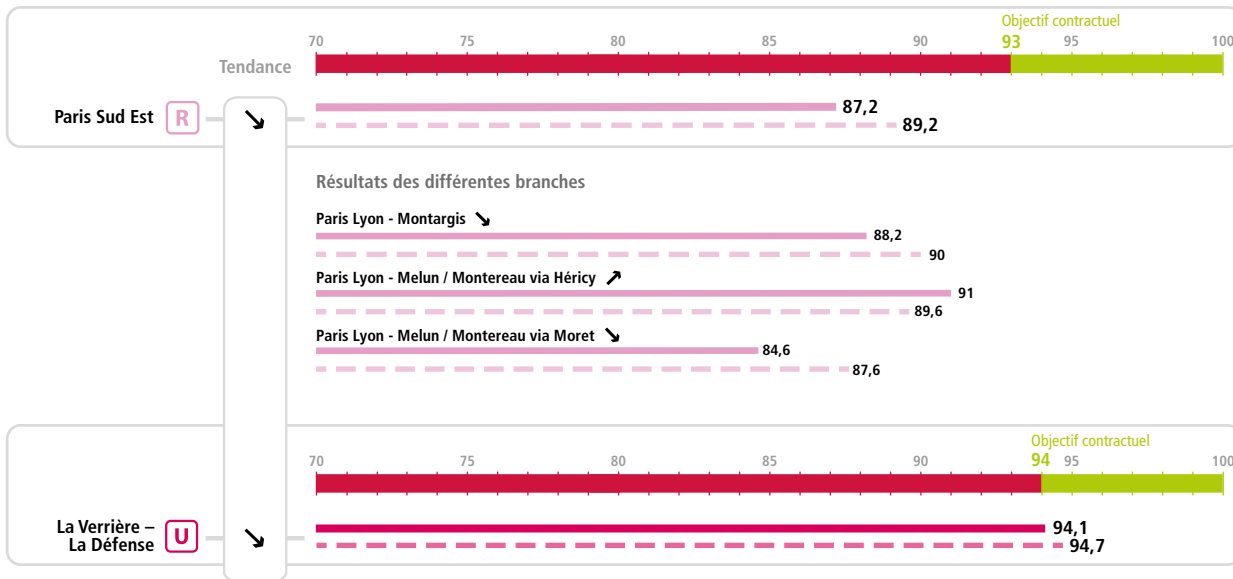 Objectif contractuel
70 75 80 85 90 93 95 100
Tendance
Paris Sud Est R
87,2
89,2
Résultats des différentes branches
Paris Lyon - Montargis
88,2
90
Paris Lyon - Melun / Montereau via Héricy
91
89,6
Paris Lyon - Melun / Montereau via Moret
84,6
87,6
Objectif contractuel
70 75 80 85 90 94 95 100
La Verrière –
La Défense U
94,1
94,7